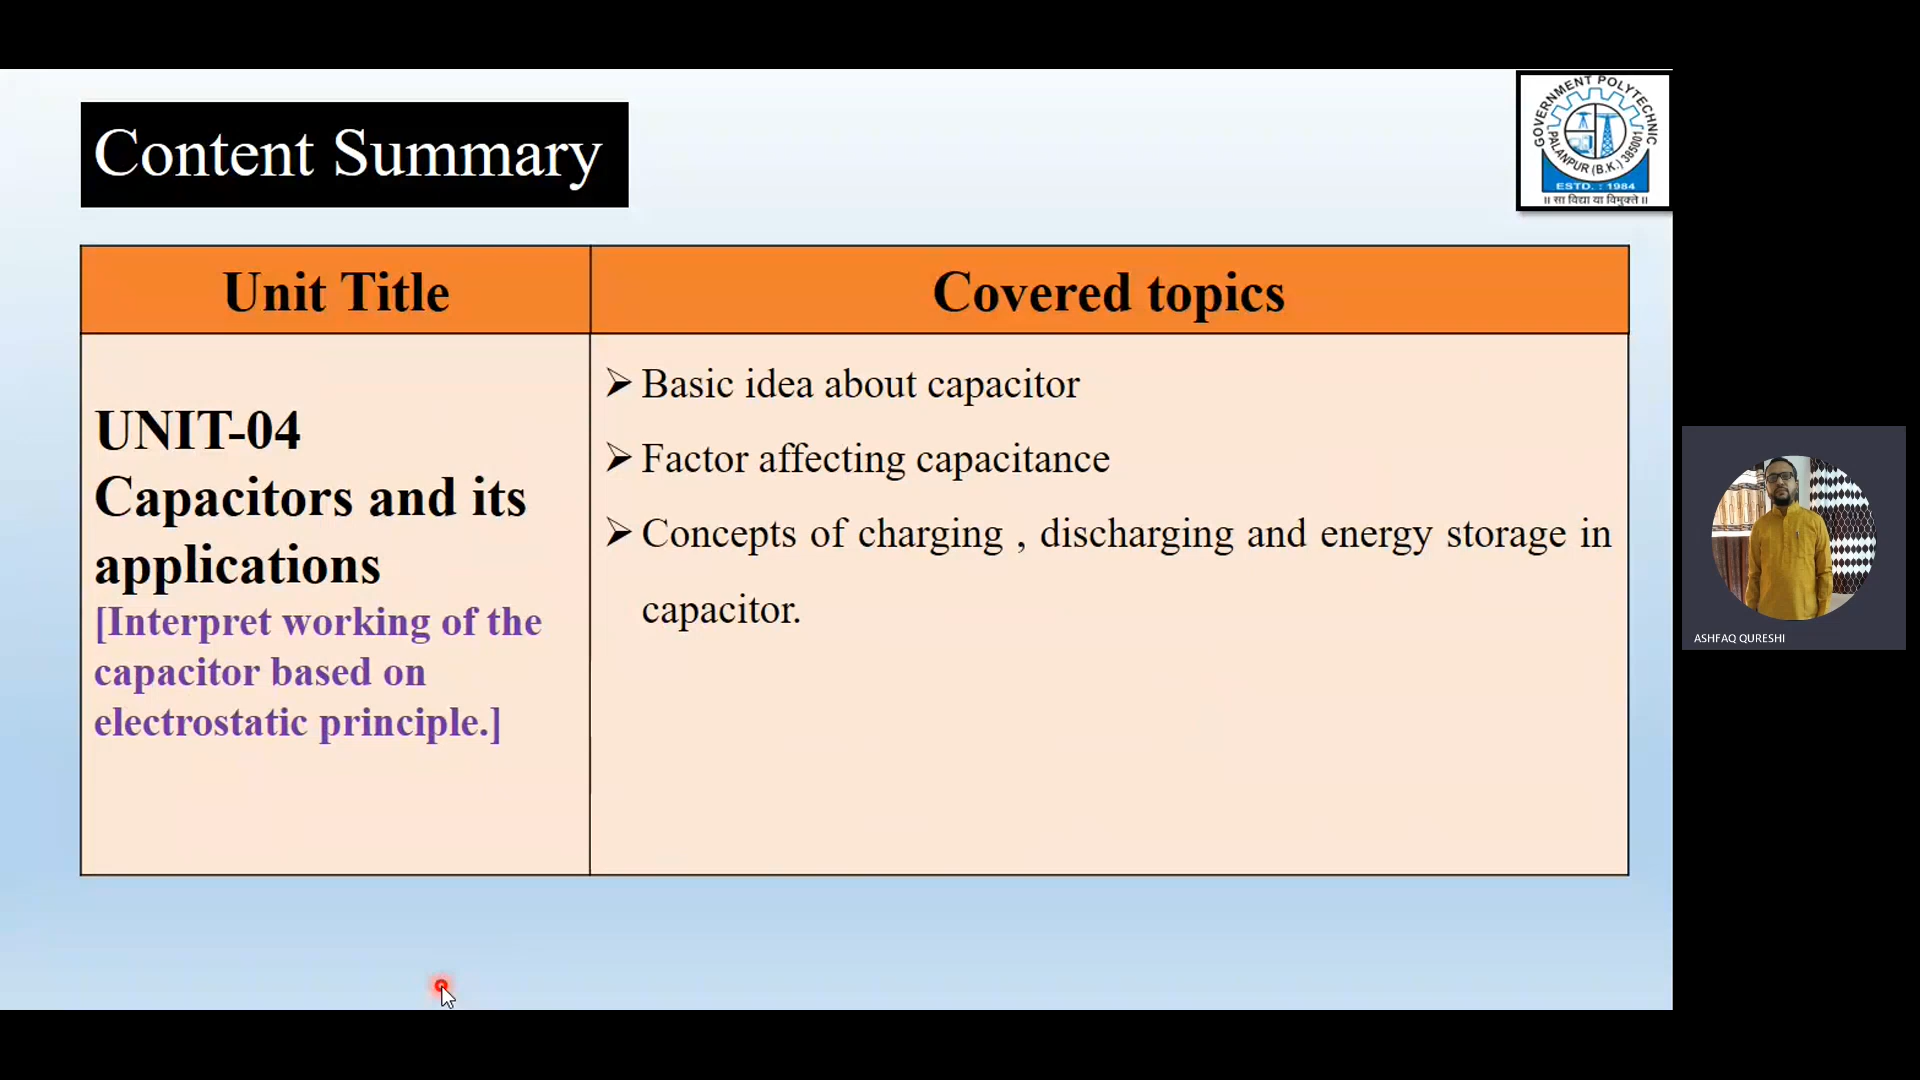 Content Summary
GOVERNMENT POLYTECHNIC
PALANPUR (B.K.) 385001
ESTD. : 1984
॥ सा विद्या या विमुक्ते ॥
Unit Title
Covered topics
UNIT-04
Capacitors and its
applications
[Interpret working of the
capacitor based on
electrostatic principle.]
➢ Basic idea about capacitor
➢ Factor affecting capacitance
➢ Concepts of charging , discharging and energy storage in
capacitor.
ASHFAQ QURESHI